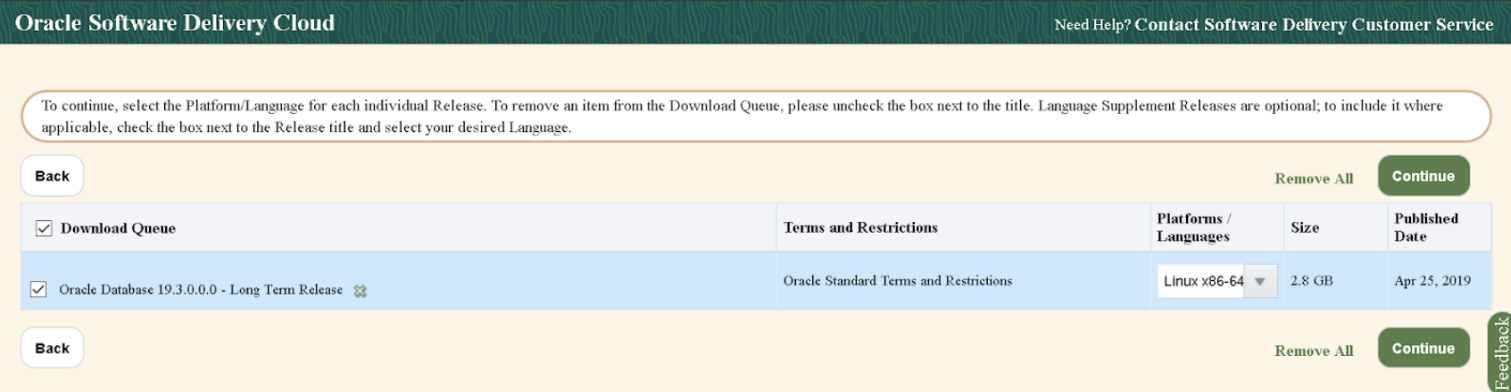 Oracle Software Delivery Cloud
Need Help? Contact Software Delivery Customer Service
To continue, select the Platform/Language for each individual Release. To remove an item from the Download Queue, please uncheck the box next to the title. Language Supplement Releases are optional; to include it where
applicable, check the box next to the Release title and select your desired Language.
Back
Remove All
Continue
Download Queue
Terms and Restrictions
Platforms /
Languages
Size
Published
Date
Oracle Database 19.3.0.0.0 - Long Term Release
Oracle Standard Terms and Restrictions
Linux x86-64
2.8 GB
Apr 25, 2019
Back
Remove All
Continue
Feedback